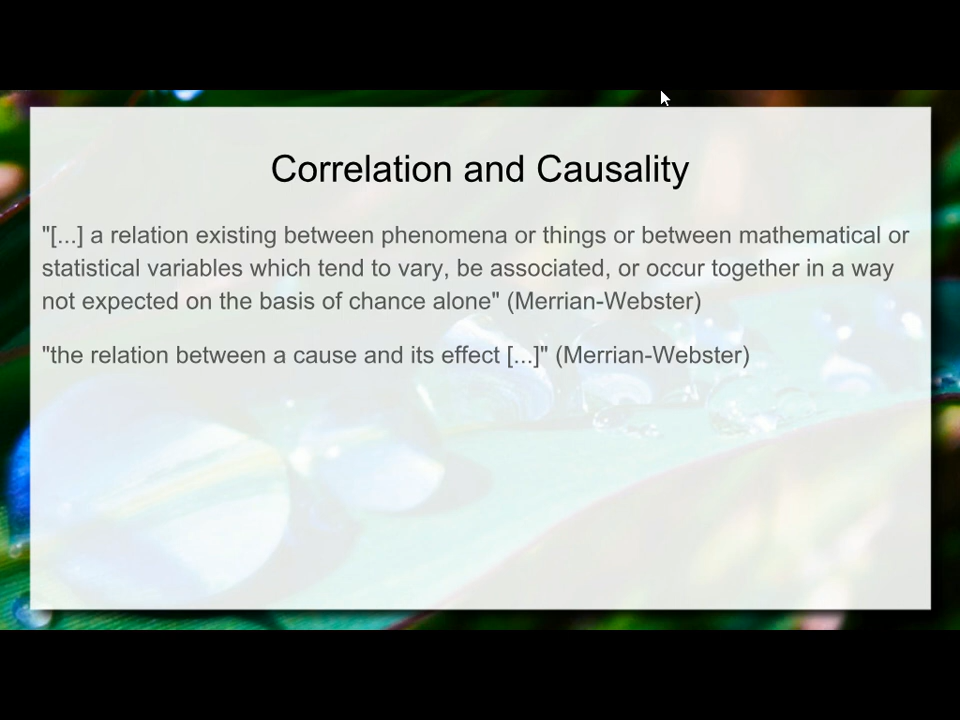 Correlation and Causality
"[...] a relation existing between phenomena or things or between mathematical or
statistical variables which tend to vary, be associated, or occur together in a way
not expected on the basis of chance alone" (Merrian-Webster)
"the relation between a cause and its effect [...]" (Merrian-Webster)